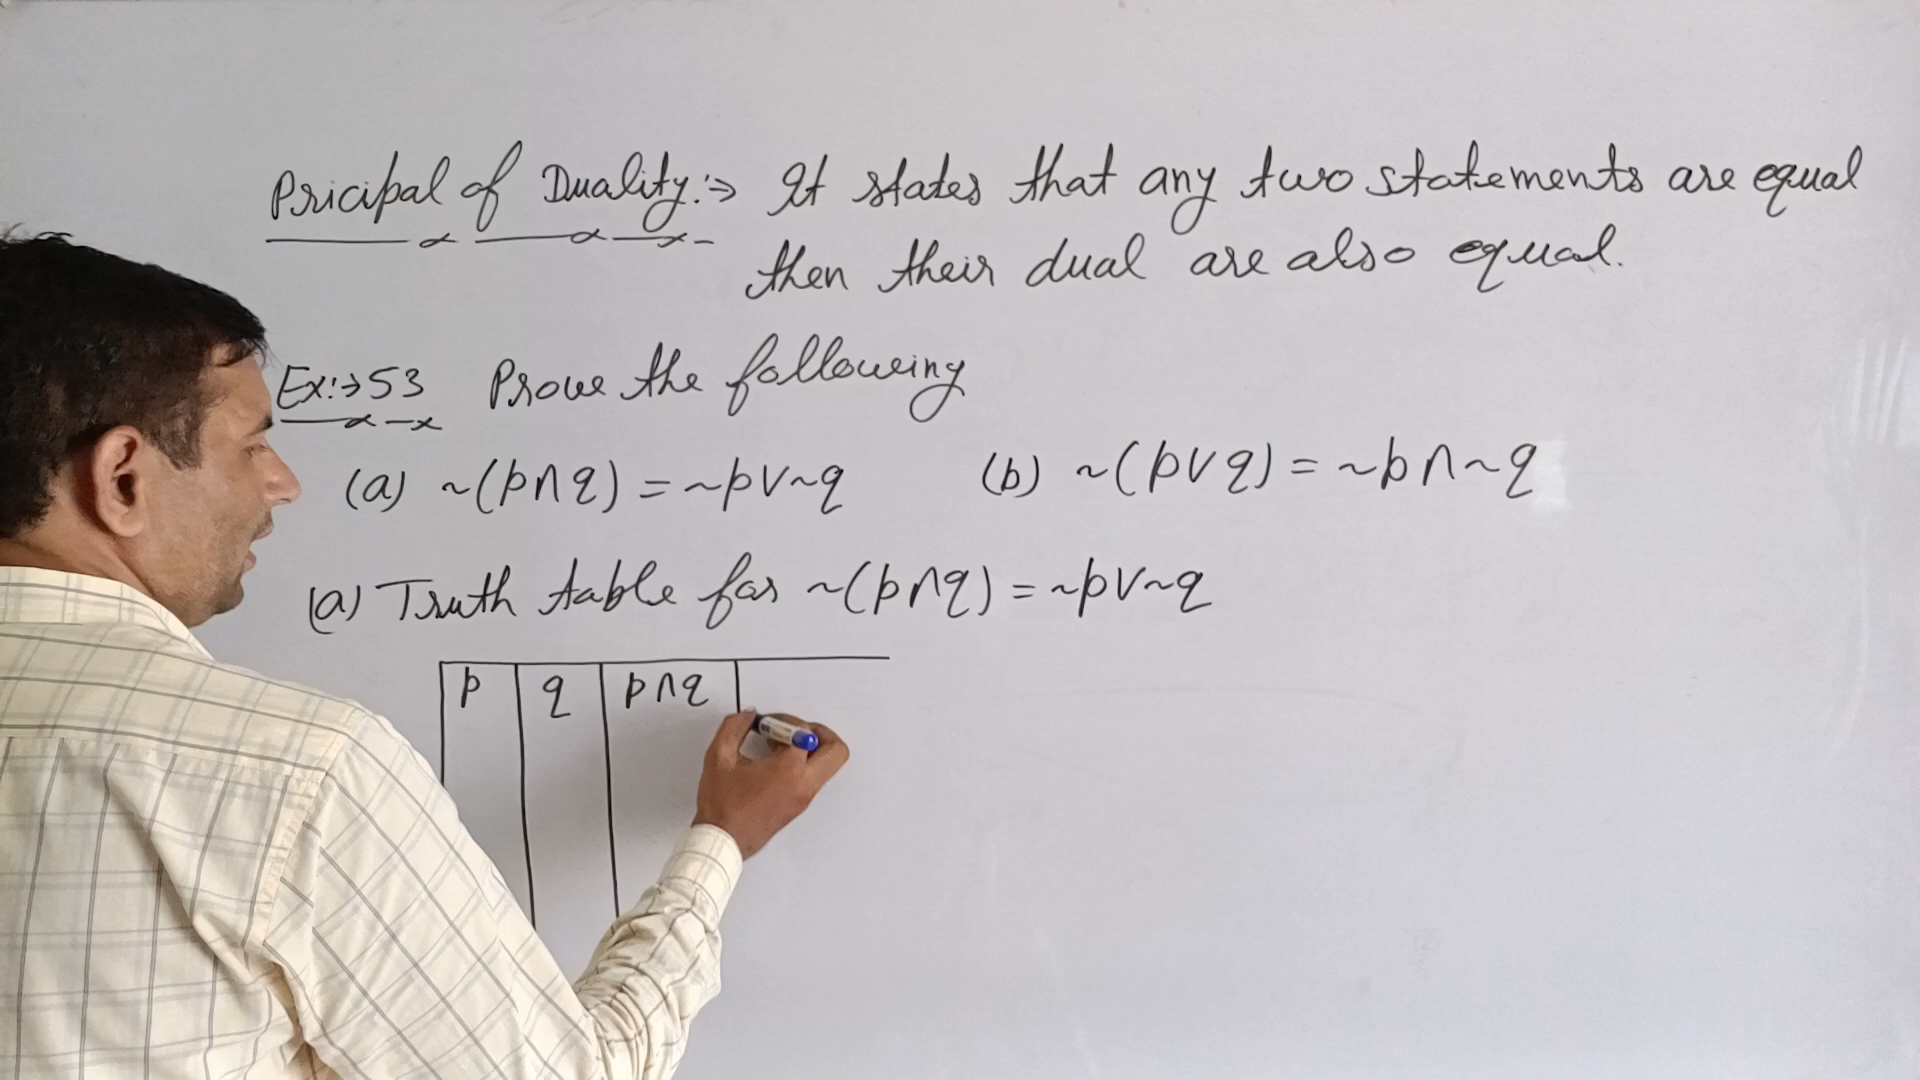 Pricipal of Duality:→ It states that any two statements are equal
then their dual are also equal.
Ex:→53 Prove the following
(a) ~(p∧q) = ~p∨~q (b) ~(p∨q) = ~p∧~q
(a) Truth table for ~(p∧q) = ~p∨~q
p q p∧q